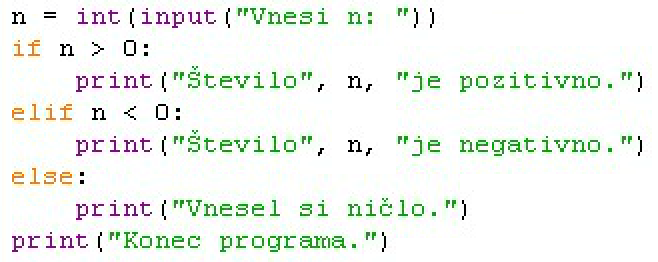 n = int(input("Vnesi n: "))
if n > 0:
    print("Število", n, "je pozitivno.")
elif n < 0:
    print("Število", n, "je negativno.")
else:
    print("Vnesel si ničlo.")
print("Konec programa.")